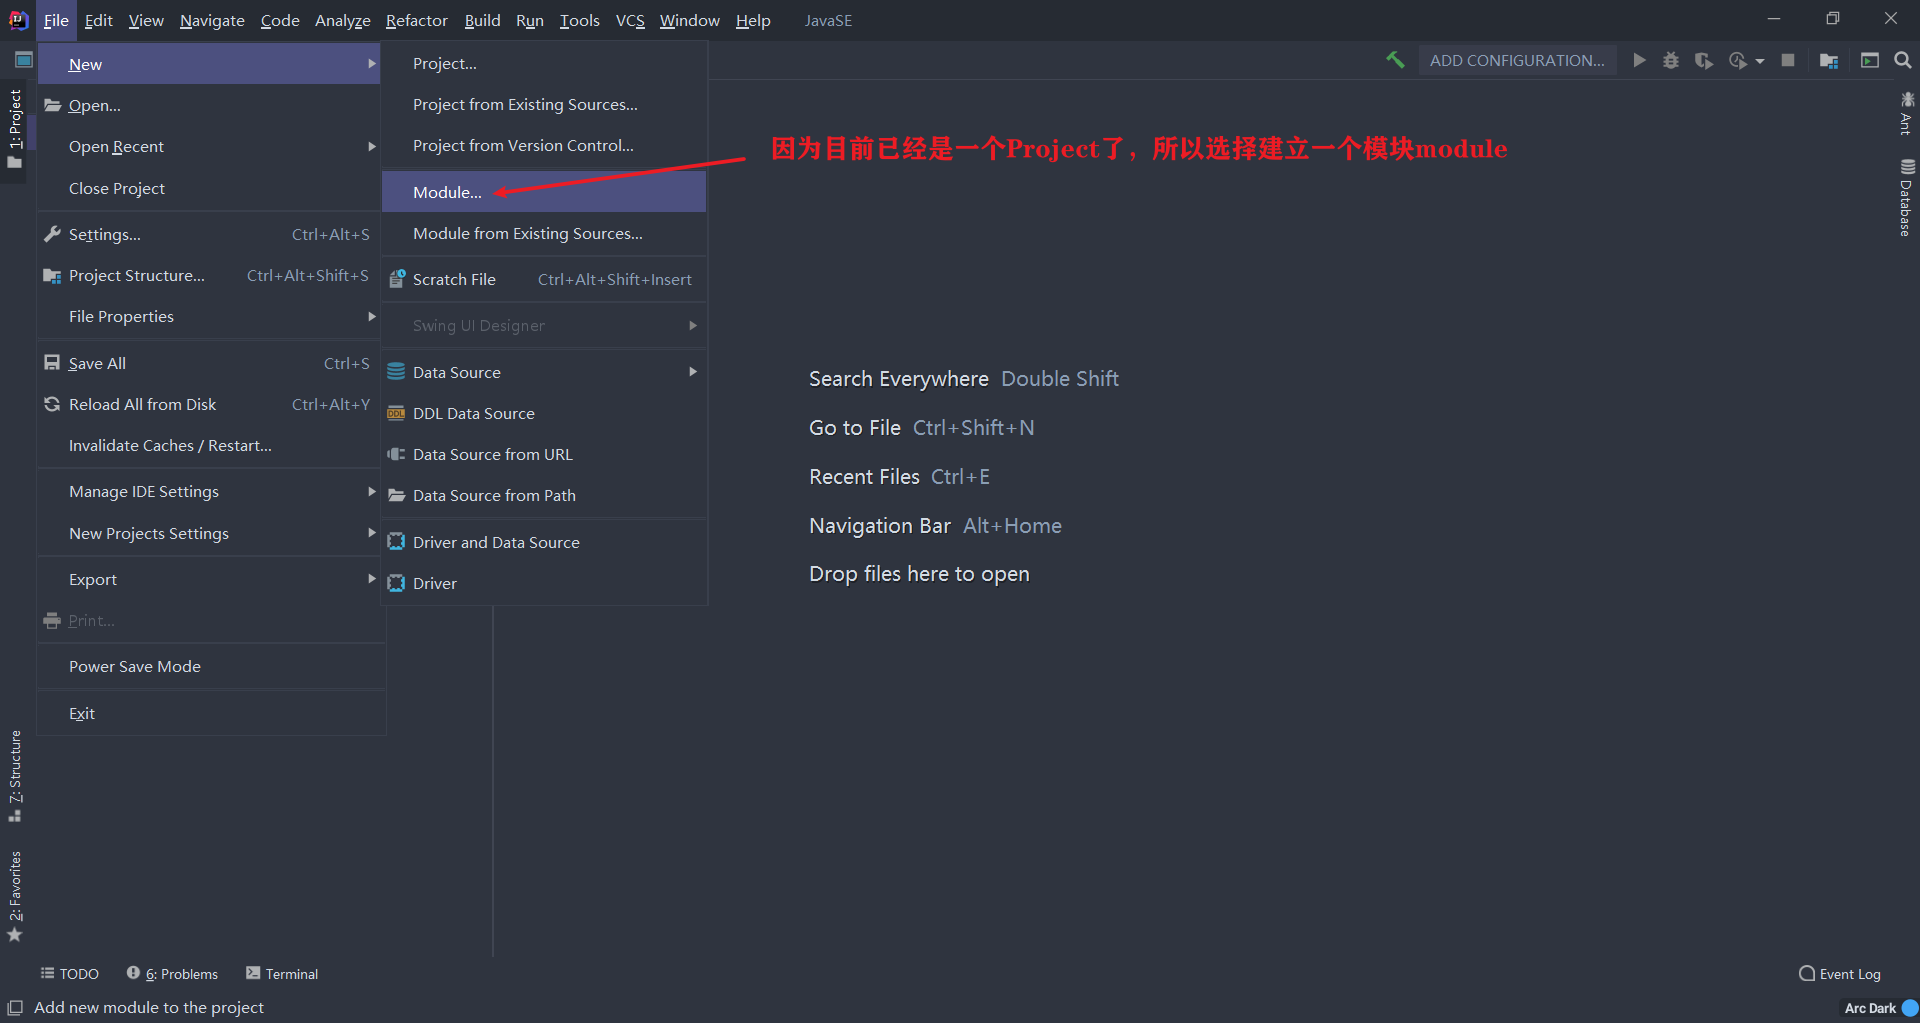 File Edit View Navigate Code Analyze Refactor Build Run Tools VCS Window Help JavaSE
ADD CONFIGURATION...
New
Open...
Open Recent
Close Project
Settings... Ctrl+Alt+S
Project Structure... Ctrl+Alt+Shift+S
File Properties
Save All Ctrl+S
Reload All from Disk Ctrl+Alt+Y
Invalidate Caches / Restart...
Manage IDE Settings
New Projects Settings
Export
Print...
Power Save Mode
Exit
Project...
Project from Existing Sources...
Project from Version Control...
Module...
Module from Existing Sources...
Scratch File Ctrl+Alt+Shift+Insert
Swing UI Designer
Data Source
DDL Data Source
Data Source from URL
Data Source from Path
Driver and Data Source
Driver
因为目前已经是一个Project了，所以选择建立一个模块module
Search Everywhere Double Shift
Go to File Ctrl+Shift+N
Recent Files Ctrl+E
Navigation Bar Alt+Home
Drop files here to open
1: Project
7: Structure
2: Favorites
Ant
Database
TODO 6: Problems Terminal Event Log
Add new module to the project Arc Dark